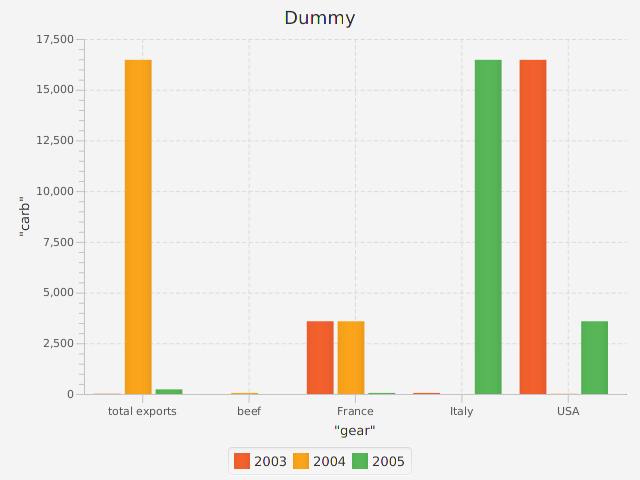 Dummy
17,500
15,000
12,500
10,000
7,500
5,000
2,500
0
"carb"
total exports beef France Italy USA
"gear"
2003 2004 2005